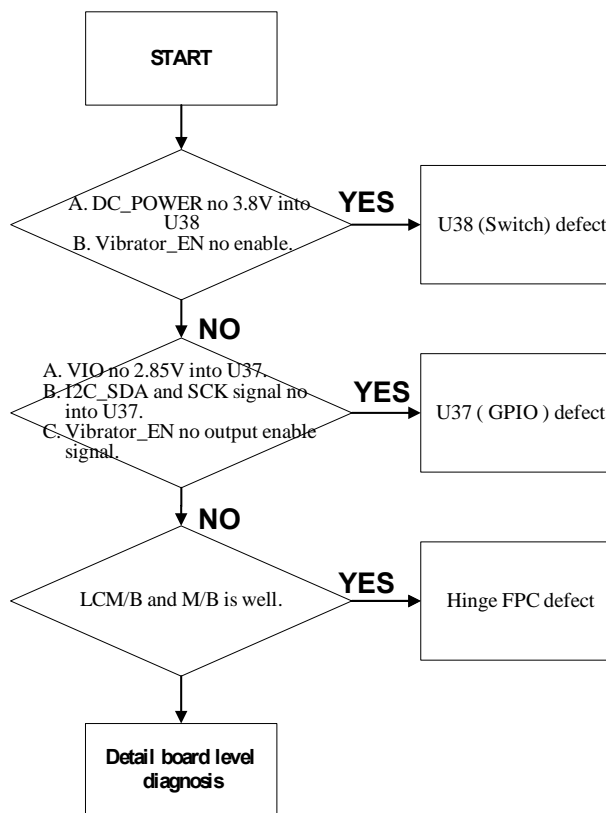 START
A. DC_POWER no 3.8V into
U38
B. Vibrator_EN no enable.
YES
U38 (Switch) defect
NO
A. VIO no 2.85V into U37.
B. I2C_SDA and SCK signal no
into U37.
C. Vibrator_EN no output enable
signal.
YES
U37 ( GPIO ) defect
NO
LCM/B and M/B is well.
YES
Hinge FPC defect
Detail board level
diagnosis